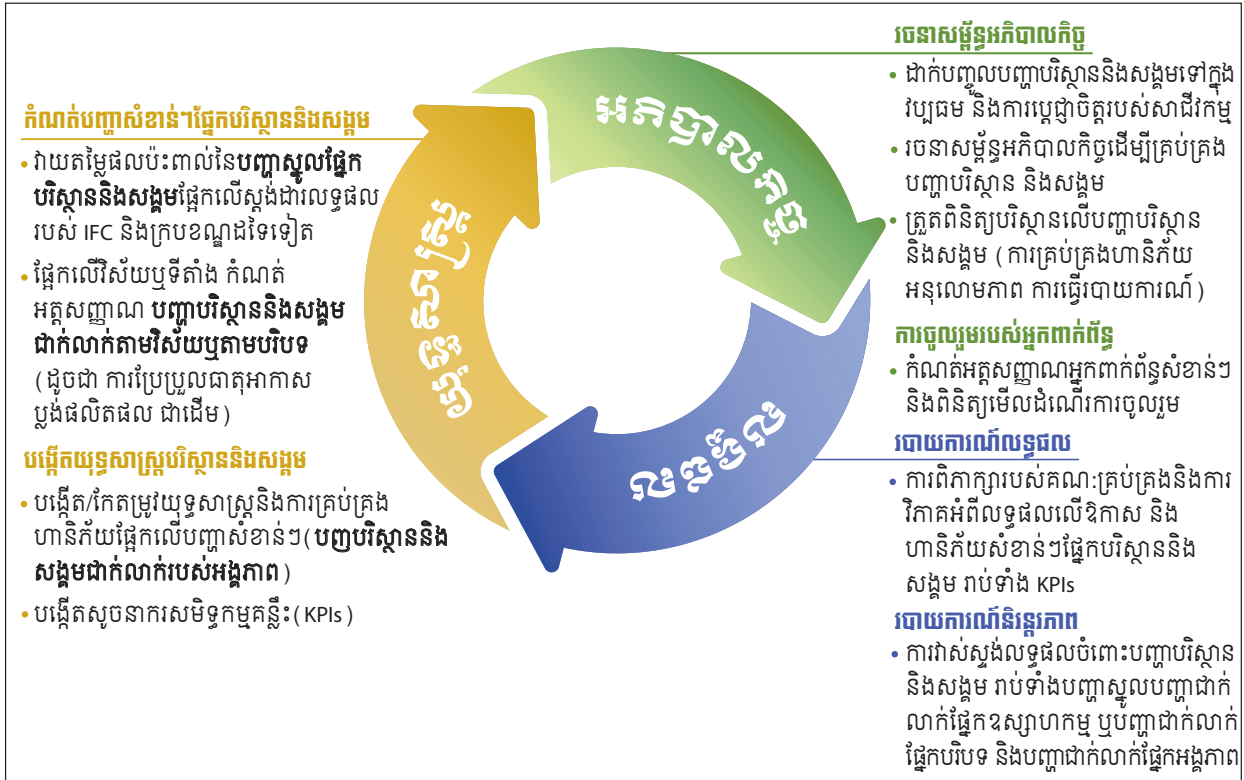 កំណត់បញ្ហាសំខាន់ៗផ្នែកបរិស្ថាននិងសង្គម
• វាយតម្លៃផលប៉ះពាល់នៃបញ្ហាស្នូលផ្នែក
បរិស្ថាននិងសង្គមផ្អែកលើស្តង់ដារលទ្ធផល
របស់ IFC និងក្របខណ្ឌដទៃទៀត
• ផ្អែកលើវិស័យឬទីតាំង កំណត់
អត្តសញ្ញាណ បញ្ហាបរិស្ថាននិងសង្គម
ជាក់លាក់តាមវិស័យឬតាមបរិបទ
(ដូចជា ការប្រែប្រួលធាតុអាកាស
ប្លង់ផលិតផល ជាដើម)
បង្កើតយុទ្ធសាស្ត្របរិស្ថាននិងសង្គម
• បង្កើត/កែតម្រូវយុទ្ធសាស្ត្រនិងការគ្រប់គ្រង
ហានិភ័យផ្អែកលើបញ្ហាសំខាន់ៗ(បញបរិស្ថាននិង
សង្គមជាក់លាក់របស់អង្គភាព)
• បង្កើតសូចនាករសមិទ្ធកម្មគន្លឹះ(KPIs)
យុទ្ធសាស្ត្រ
អភិបាលកិច្ច
លទ្ធផល
រចនាសម្ព័ន្ធអភិបាលកិច្ច
• ដាក់បញ្ចូលបញ្ហាបរិស្ថាននិងសង្គមទៅក្នុង
វប្បធម៌ និងការប្តេជ្ញាចិត្តរបស់សាជីវកម្ម
• រចនាសម្ព័ន្ធអភិបាលកិច្ចដើម្បីគ្រប់គ្រង
បញ្ហាបរិស្ថាន និងសង្គម
• ត្រួតពិនិត្យបរិស្ថានលើបញ្ហាបរិស្ថាន
និងសង្គម (ការគ្រប់គ្រងហានិភ័យ
អនុលោមភាព ការធ្វើរបាយការណ៍)
ការចូលរួមរបស់អ្នកពាក់ព័ន្ធ
• កំណត់អត្តសញ្ញាណអ្នកពាក់ព័ន្ធសំខាន់ៗ
និងពិនិត្យមើលដំណើរការចូលរួម
របាយការណ៍លទ្ធផល
• ការពិភាក្សារបស់គណៈគ្រប់គ្រងនិងការ
វិភាគអំពីលទ្ធផលលើឱកាស និង
ហានិភ័យសំខាន់ៗផ្នែកបរិស្ថាននិង
សង្គម រាប់ទាំង KPIs
របាយការណ៍និរន្តរភាព
• ការវាស់ស្ទង់លទ្ធផលចំពោះបញ្ហាបរិស្ថាន
និងសង្គម រាប់ទាំងបញ្ហាស្នូលបញ្ហាជាក់
លាក់ផ្នែកឧស្សាហកម្ម ឬបញ្ហាជាក់លាក់
ផ្នែកបរិបទ និងបញ្ហាជាក់លាក់ផ្នែកអង្គភាព